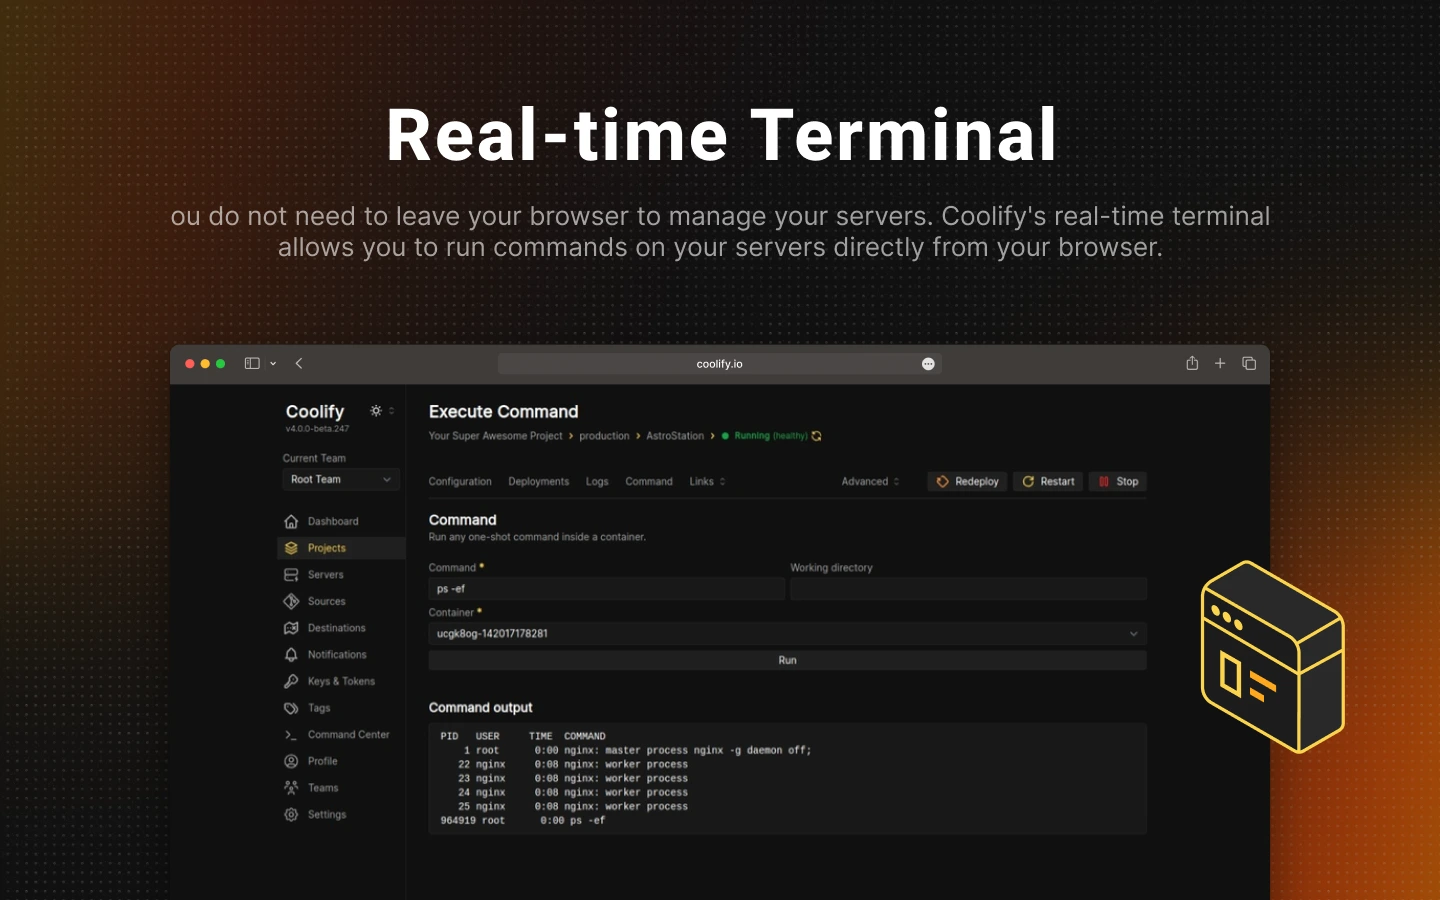 Real-time Terminal
ou do not need to leave your browser to manage your servers. Coolify's real-time terminal
allows you to run commands on your servers directly from your browser.
coolify.io
Coolify
v4.0.0-beta.247
Current Team
Root Team
Dashboard
Projects
Servers
Sources
Destinations
Notifications
Keys & Tokens
Tags
Command Center
Profile
Teams
Settings
Execute Command
Your Super Awesome Project > production > AstroStation > Running (healthy)
Configuration Deployments Logs Command Links Advanced Redeploy Restart Stop
Command
Run any one-shot command inside a container.
Command * Working directory
ps -ef
Container *
ucgk8og-142017178281
Run
Command output
PID USER TIME COMMAND
1 root 0:00 nginx: master process nginx -g daemon off;
22 nginx 0:08 nginx: worker process
23 nginx 0:08 nginx: worker process
24 nginx 0:08 nginx: worker process
25 nginx 0:08 nginx: worker process
964919 root 0:00 ps -ef